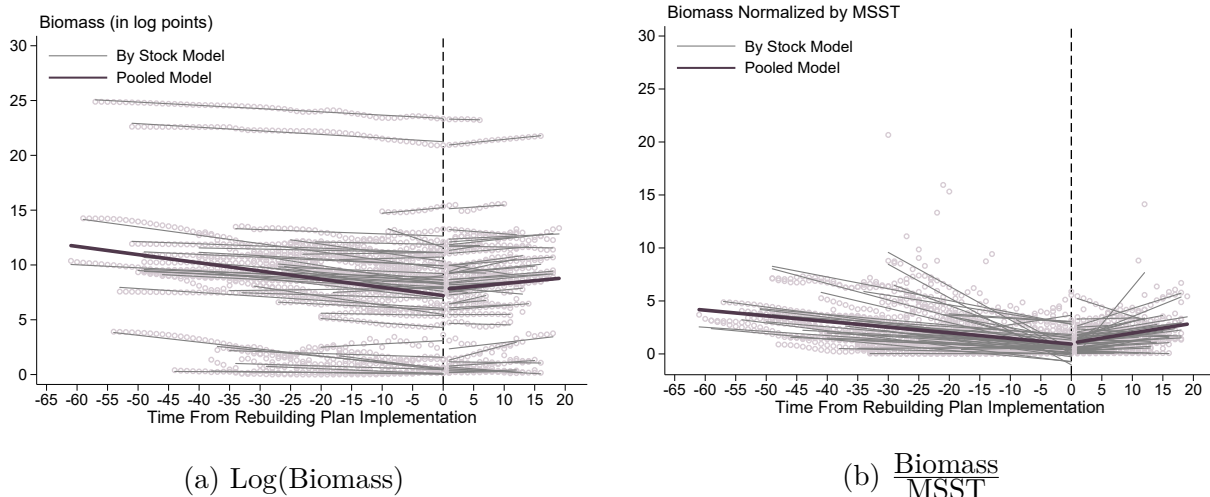 Biomass (in log points)
30
25
20
15
10
5
0
By Stock Model
Pooled Model
-65 -60 -55 -50 -45 -40 -35 -30 -25 -20 -15 -10 -5 0 5 10 15 20
Time From Rebuilding Plan Implementation
(a) Log(Biomass)
Biomass Normalized by MSST
30
25
20
15
10
5
0
By Stock Model
Pooled Model
-65 -60 -55 -50 -45 -40 -35 -30 -25 -20 -15 -10 -5 0 5 10 15 20
Time From Rebuilding Plan Implementation
(b) Biomass
MSST